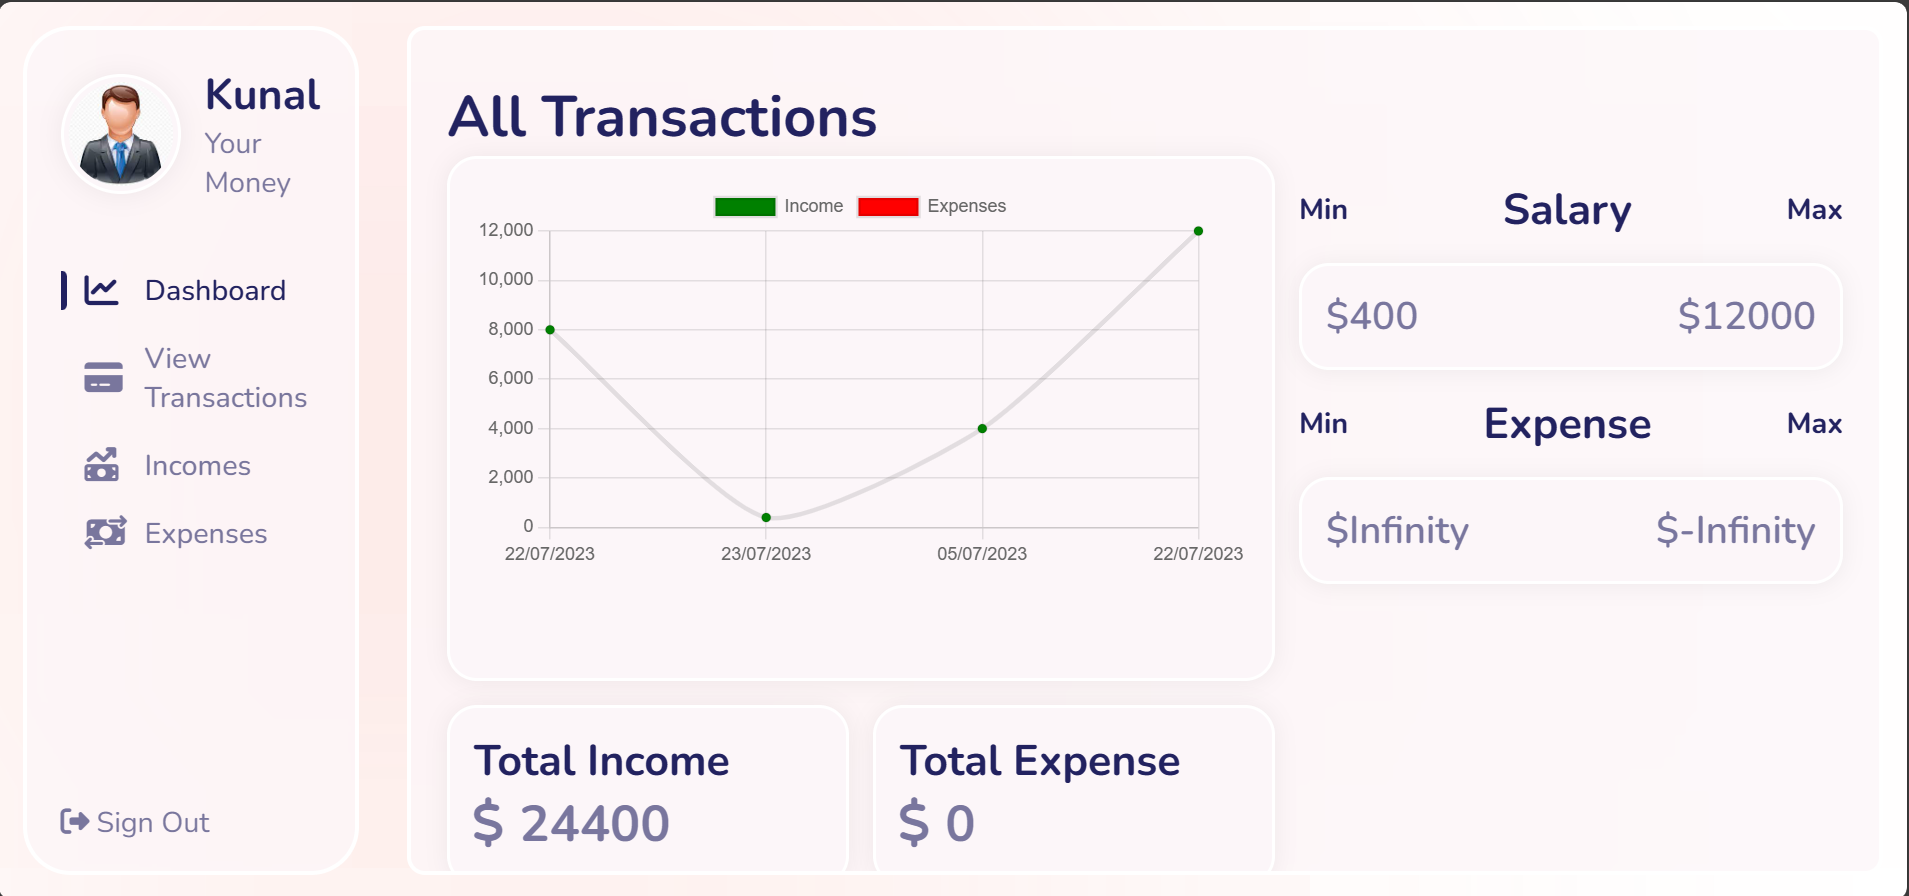 Kunal
Your
Money
Dashboard
View
Transactions
Incomes
Expenses
Sign Out
All Transactions
Income Expenses
12,000
10,000
8,000
6,000
4,000
2,000
0
22/07/2023 23/07/2023 05/07/2023 22/07/2023
Min Salary Max
$400 $12000
Min Expense Max
$Infinity $-Infinity
Total Income
$ 24400
Total Expense
$ 0